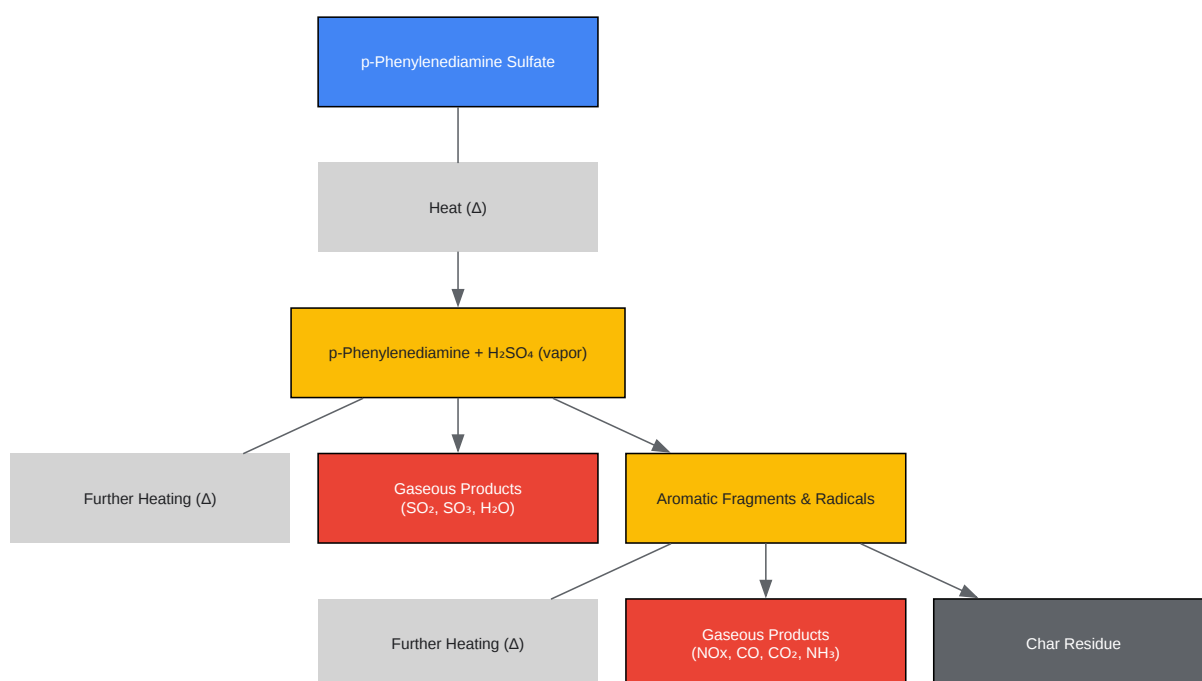 p-Phenylenediamine Sulfate
Heat (Δ)
p-Phenylenediamine + H₂SO₄ (vapor)
Further Heating (Δ)
Gaseous Products
(SO₂, SO₃, H₂O)
Aromatic Fragments & Radicals
Further Heating (Δ)
Gaseous Products
(NOx, CO, CO₂, NH₃)
Char Residue